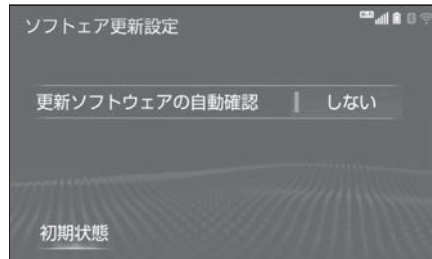 ソフトェア更新設定
更新ソフトウェアの自動確認 しない
初期状態